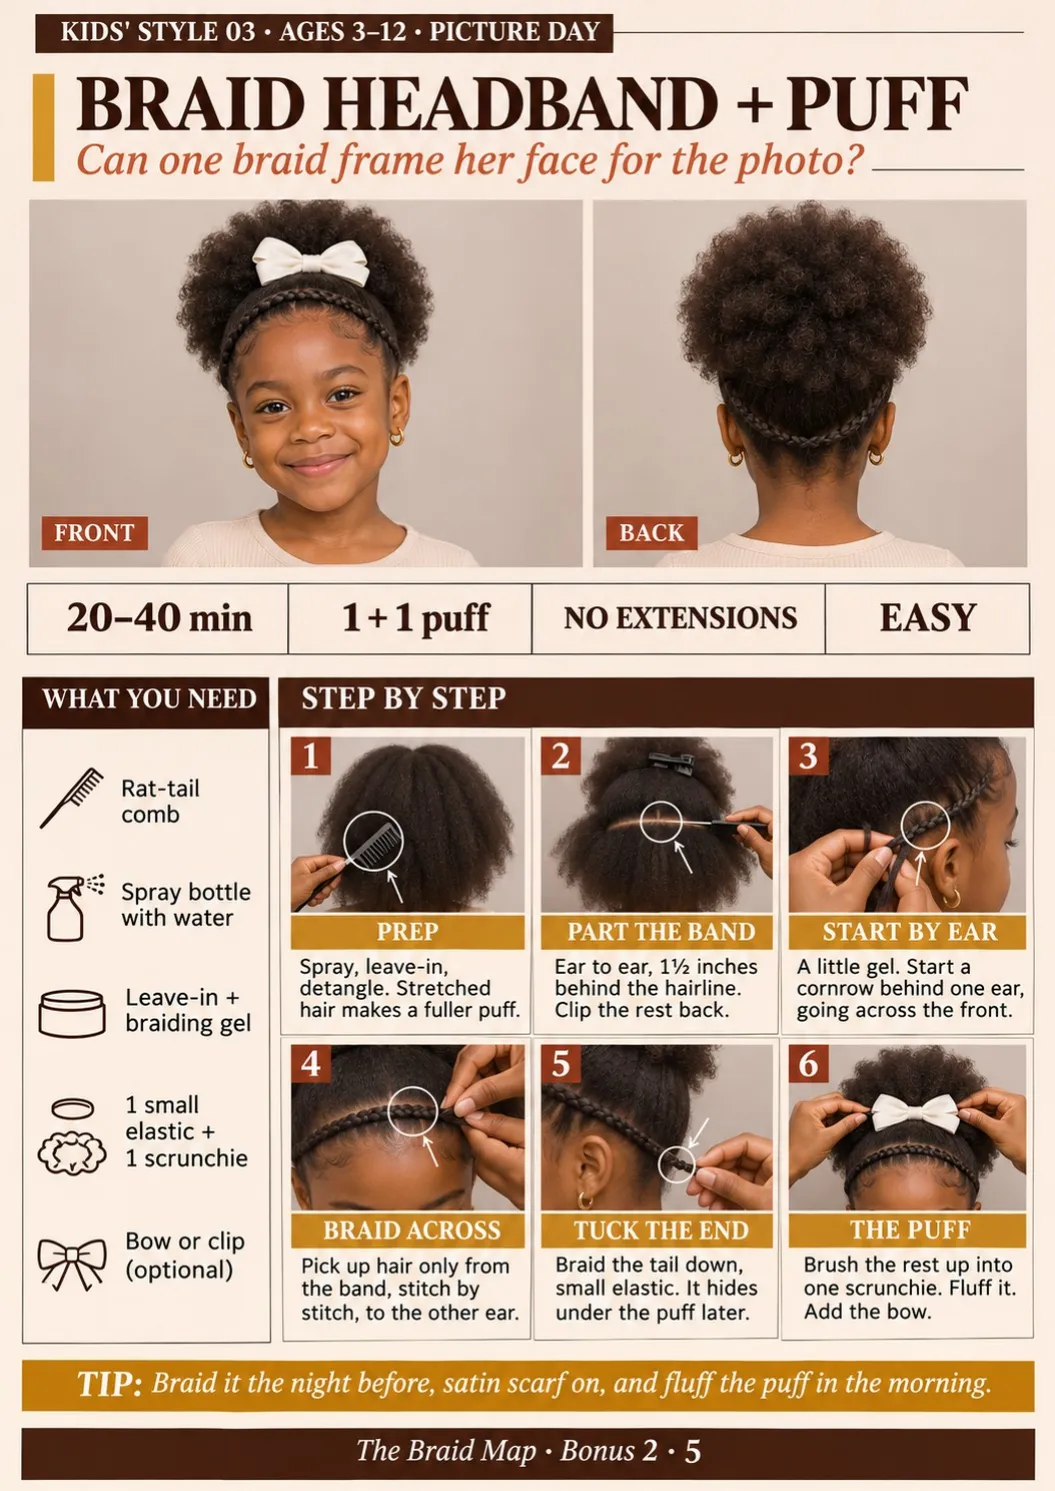 KIDS' STYLE 03 • AGES 3–12 • PICTURE DAY
BRAID HEADBAND + PUFF
Can one braid frame her face for the photo?
FRONT
BACK
20–40 min
1 + 1 puff
NO EXTENSIONS
EASY
WHAT YOU NEED
Rat-tail
comb
Spray bottle
with water
Leave-in +
braiding gel
1 small
elastic +
1 scrunchie
Bow or clip
(optional)
STEP BY STEP
1
PREP
Spray, leave-in,
detangle. Stretched
hair makes a fuller puff.
2
PART THE BAND
Ear to ear, 1½ inches
behind the hairline.
Clip the rest back.
3
START BY EAR
A little gel. Start a
cornrow behind one ear,
going across the front.
4
BRAID ACROSS
Pick up hair only from
the band, stitch by
stitch, to the other ear.
5
TUCK THE END
Braid the tail down,
small elastic. It hides
under the puff later.
6
THE PUFF
Brush the rest up into
one scrunchie. Fluff it.
Add the bow.
TIP: Braid it the night before, satin scarf on, and fluff the puff in the morning.
The Braid Map • Bonus 2 • 5